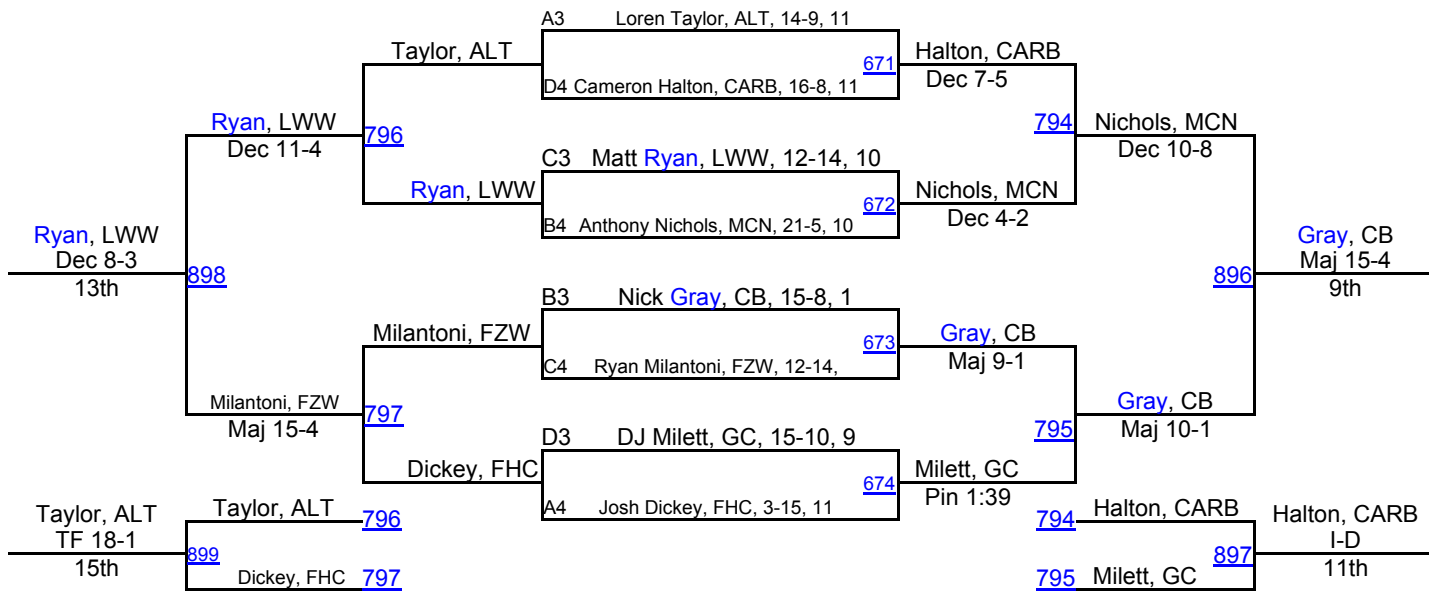 A3 Loren Taylor, ALT, 14-9, 11
Taylor, ALT
Halton, CARB
671
Dec 7-5
D4 Cameron Halton, CARB, 16-8, 11
Ryan, LWW
796
794
Nichols, MCN
Dec 11-4
Dec 10-8
C3 Matt Ryan, LWW, 12-14, 10
Ryan, LWW
Nichols, MCN
672
Dec 4-2
B4 Anthony Nichols, MCN, 21-5, 10
Ryan, LWW
Dec 8-3
13th
898
Gray, CB
Maj 15-4
9th
896
B3 Nick Gray, CB, 15-8, 1
Milantoni, FZW
Gray, CB
673
Maj 9-1
C4 Ryan Milantoni, FZW, 12-14,
Milantoni, FZW
797
Maj 15-4
795
Gray, CB
Maj 10-1
D3 DJ Milett, GC, 15-10, 9
Dickey, FHC
Milett, GC
674
Pin 1:39
A4 Josh Dickey, FHC, 3-15, 11
Taylor, ALT
TF 18-1
15th
Taylor, ALT 796
899
Dickey, FHC 797
794 Halton, CARB
897
795 Milett, GC
Halton, CARB
I-D
11th